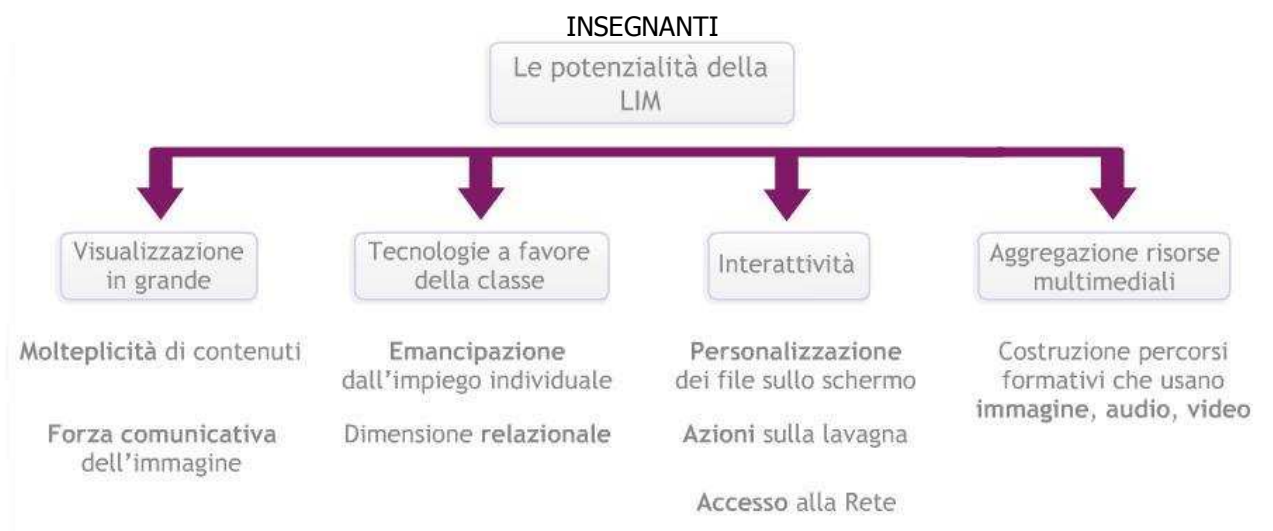 INSEGNANTI
Le potenzialità della
LIM
Visualizzazione
in grande
Molteplicità di contenuti
Forza comunicativa
dell'immagine
Tecnologie a favore
della classe
Emancipazione
dall'impiego individuale
Dimensione relazionale
Interattività
Personalizzazione
dei file sullo schermo
Azioni sulla lavagna
Accesso alla Rete
Aggregazione risorse
multimediali
Costruzione percorsi
formativi che usano
immagine, audio, video